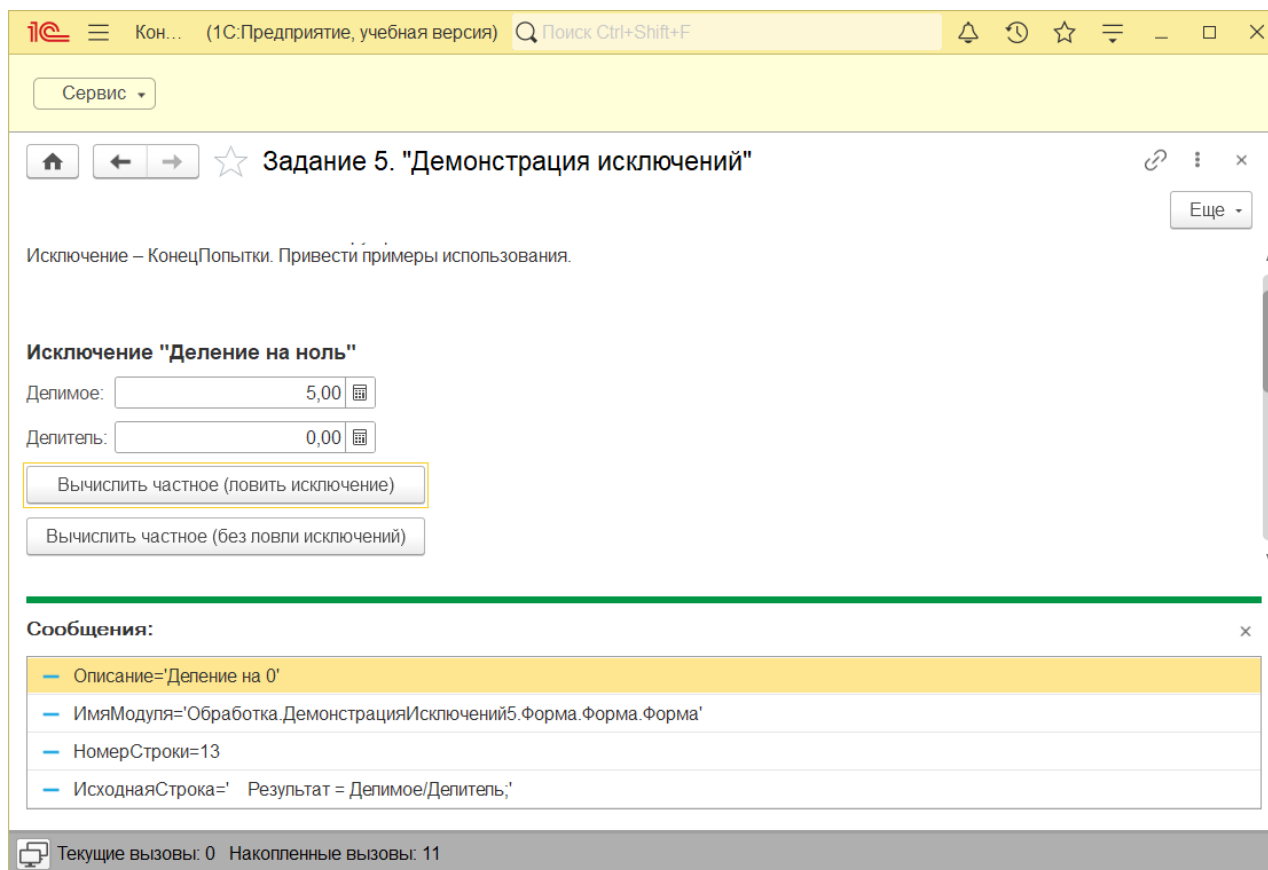 1С Кон... (1С:Предприятие, учебная версия) Поиск Ctrl+Shift+F
Сервис
Задание 5. "Демонстрация исключений"
Еще
Исключение – КонецПопытки. Привести примеры использования.
Исключение "Деление на ноль"
Делимое: 5,00
Делитель: 0,00
Вычислить частное (ловить исключение)
Вычислить частное (без ловли исключений)
Сообщения:
Описание='Деление на 0'
ИмяМодуля='Обработка.ДемонстрацияИсключений5.Форма.Форма.Форма'
НомерСтроки=13
ИсходнаяСтрока='    Результат = Делимое/Делитель;'
Текущие вызовы: 0 Накопленные вызовы: 11